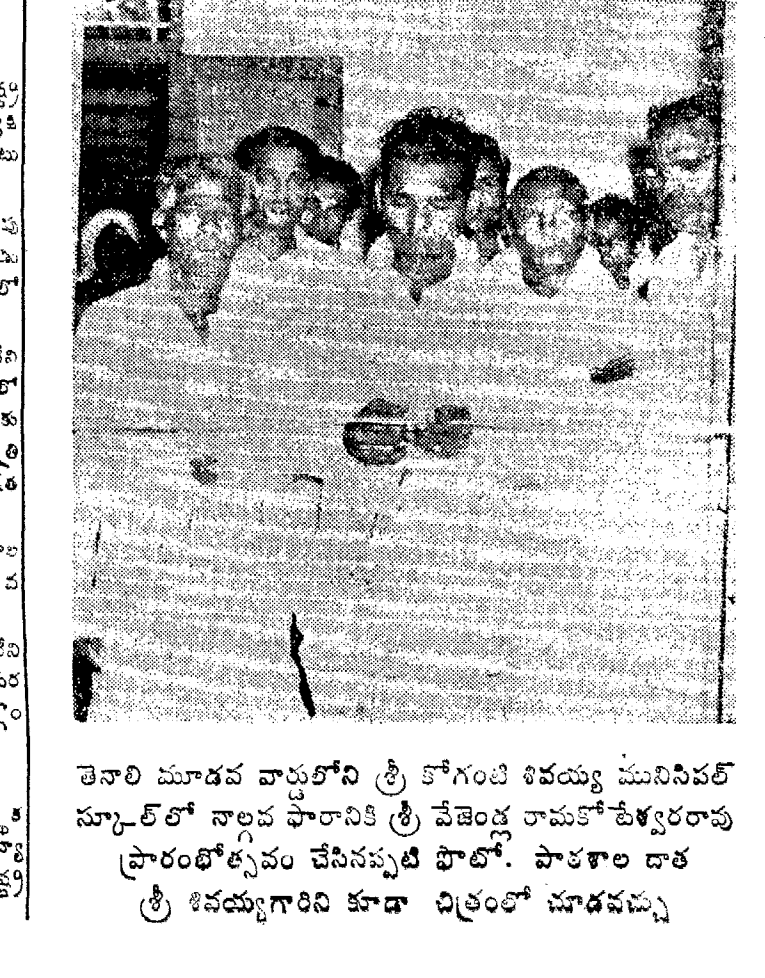 తెనాలి మూడవ వార్డులోని శ్రీ కోగంటి శివయ్య మునిసిపల్
స్కూల్‌లో నాల్గవ ఫారానికి శ్రీ వేజెండ్ల రామకోటేశ్వరరావు
ప్రారంభోత్సవం చేసినప్పటి ఫొటో. పాఠశాల దాత
శ్రీ శివయ్యగారిని కూడా చిత్రంలో చూడవచ్చు